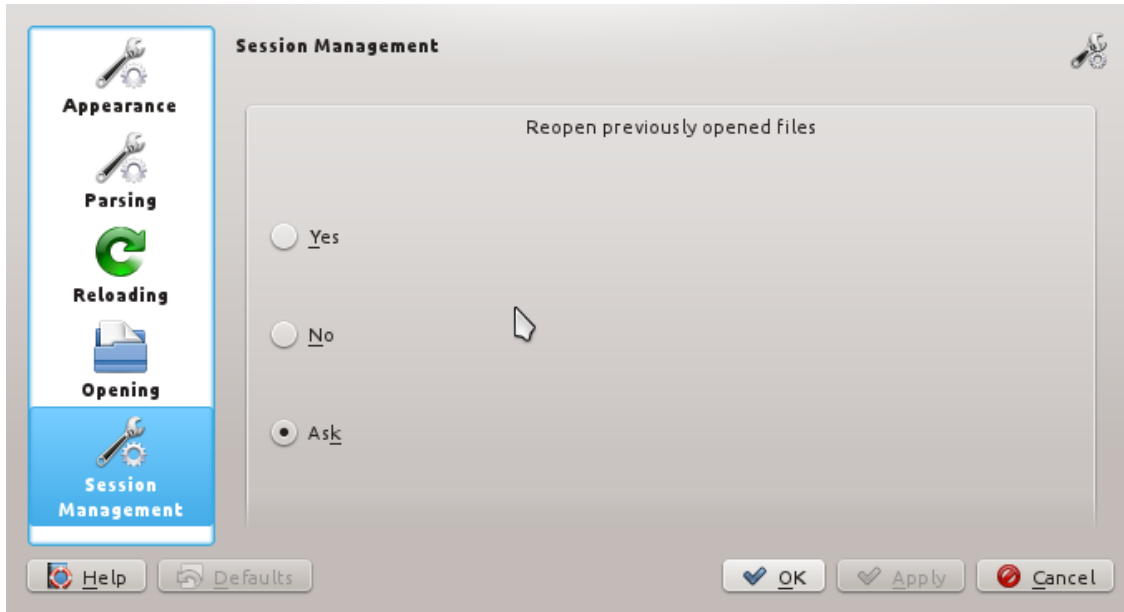 Appearance
Parsing
Reloading
Opening
Session
Management
Session Management
Reopen previously opened files
Yes
No
Ask
Help
Defaults
OK
Apply
Cancel